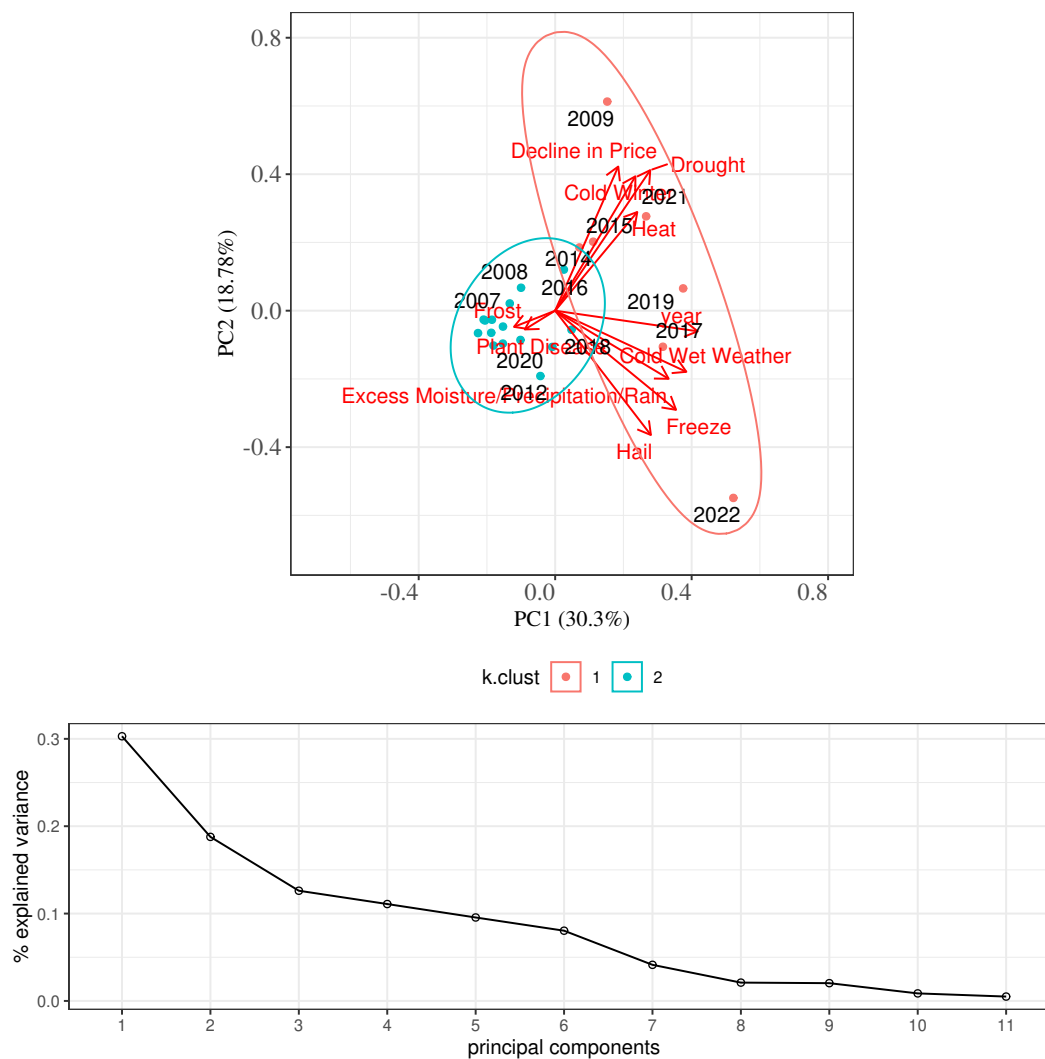 0.8
2009
Decline in Price
Drought
0.4
Cold Winter
2021
2015
Heat
2014
2008
2016
2007
2019
Frost
0.0
year
2017
Plant Disease
2018
Cold Wet Weather
2020
2012
Excess Moisture/Precipitation/Rain
Freeze
-0.4
Hail
2022
PC2 (18.78%)
-0.4
0.0
0.4
0.8
PC1 (30.3%)
k.clust
1
2
0.3
0.2
0.1
0.0
% explained variance
1 2 3 4 5 6 7 8 9 10 11
principal components